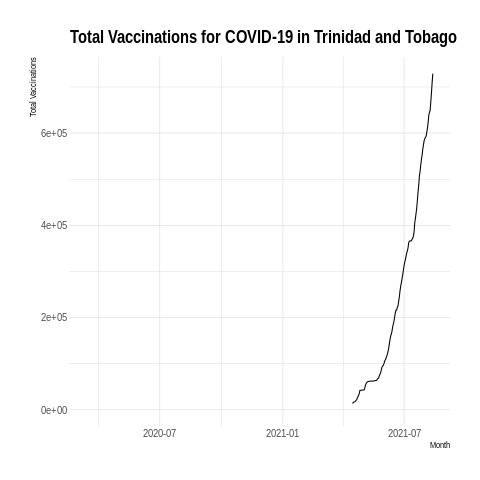 Total Vaccinations for COVID-19 in Trinidad and Tobago
Total Vaccinations
6e+05
4e+05
2e+05
0e+00
2020-07
2021-01
2021-07
Month